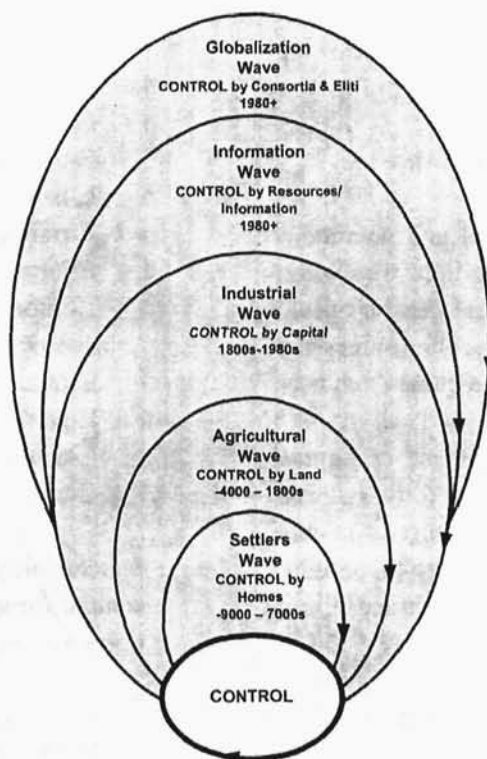 Globalization
Wave
CONTROL by Consortia & Eliti
1980+
Information
Wave
CONTROL by Resources/
Information
1980+
Industrial
Wave
CONTROL by Capital
1800s-1980s
Agricultural
Wave
CONTROL by Land
-4000 – 1800s
Settlers
Wave
CONTROL by
Homes
-9000 – 7000s
CONTROL